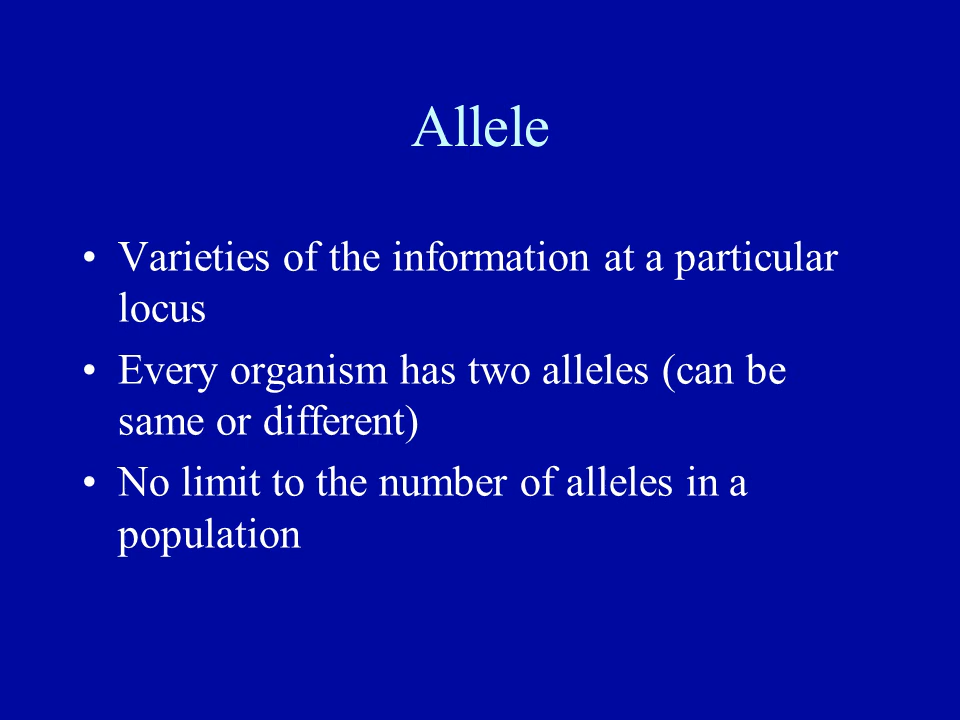 Allele
• Varieties of the information at a particular
locus
• Every organism has two alleles (can be
same or different)
• No limit to the number of alleles in a
population